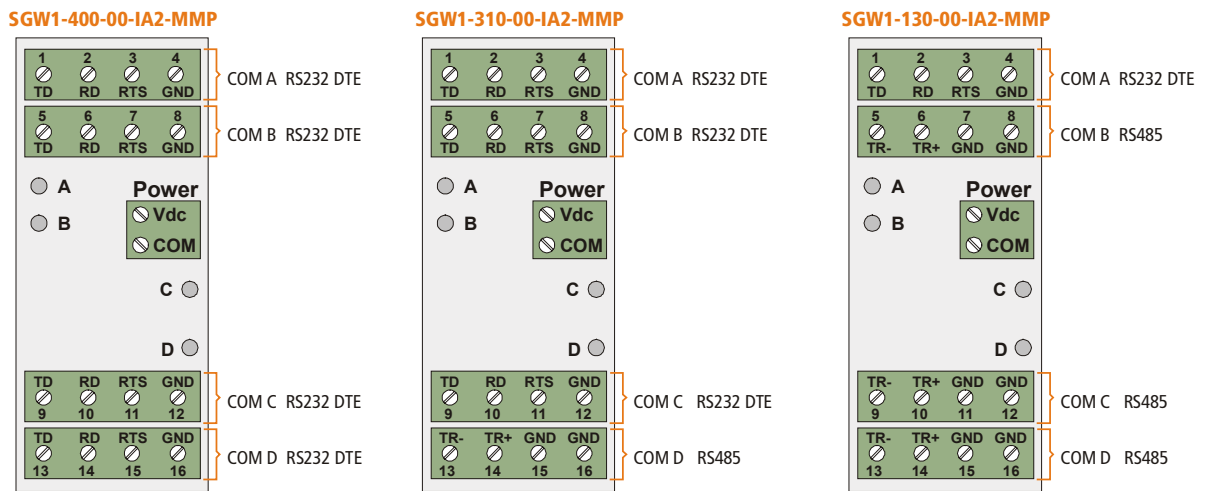 SGW1-400-00-IA2-MMP
1 2 3 4
TD RD RTS GND
COM A RS232 DTE
5 6 7 8
TD RD RTS GND
COM B RS232 DTE
A
B
Power
Vdc
COM
C
D
TD RD RTS GND
9 10 11 12
COM C RS232 DTE
TD RD RTS GND
13 14 15 16
COM D RS232 DTE
SGW1-310-00-IA2-MMP
1 2 3 4
TD RD RTS GND
COM A RS232 DTE
5 6 7 8
TD RD RTS GND
COM B RS232 DTE
A
B
Power
Vdc
COM
C
D
TD RD RTS GND
9 10 11 12
COM C RS232 DTE
TR- TR+ GND GND
13 14 15 16
COM D RS485
SGW1-130-00-IA2-MMP
1 2 3 4
TD RD RTS GND
COM A RS232 DTE
5 6 7 8
TR- TR+ GND GND
COM B RS485
A
B
Power
Vdc
COM
C
D
TR- TR+ GND GND
9 10 11 12
COM C RS485
TR- TR+ GND GND
13 14 15 16
COM D RS485